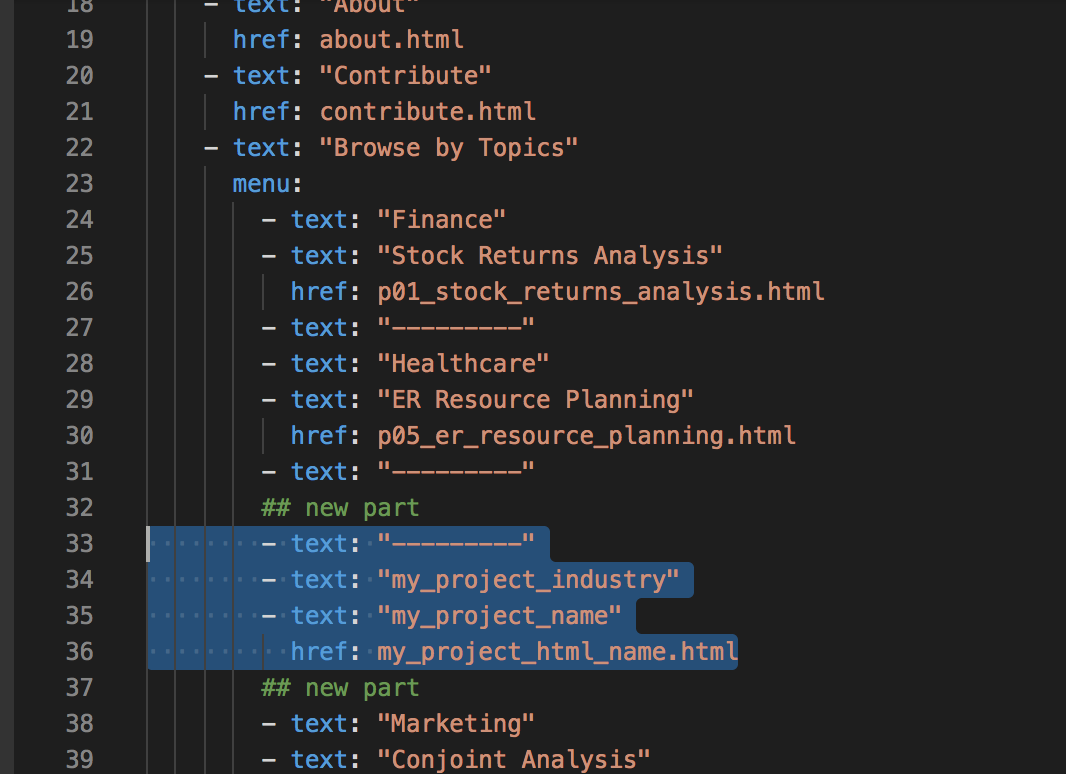 18 - text: "About"
19 href: about.html
20 - text: "Contribute"
21 href: contribute.html
22 - text: "Browse by Topics"
23 menu:
24 - text: "Finance"
25 - text: "Stock Returns Analysis"
26 href: p01_stock_returns_analysis.html
27 - text: "---------"
28 - text: "Healthcare"
29 - text: "ER Resource Planning"
30 href: p05_er_resource_planning.html
31 - text: "---------"
32 ## new part
33 - text: "---------"
34 - text: "my_project_industry"
35 - text: "my_project_name"
36 href: my_project_html_name.html
37 ## new part
38 - text: "Marketing"
39 - text: "Conjoint Analysis"